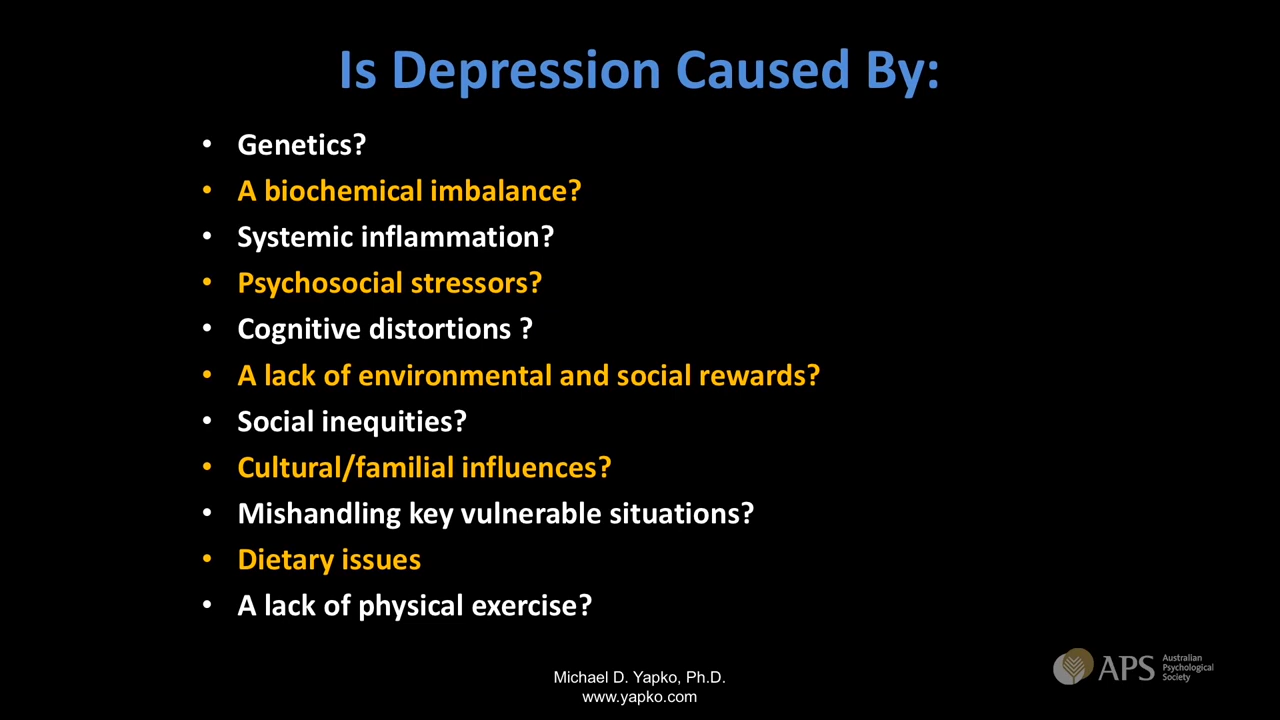 Is Depression Caused By:
• Genetics?
• A biochemical imbalance?
• Systemic inflammation?
• Psychosocial stressors?
• Cognitive distortions ?
• A lack of environmental and social rewards?
• Social inequities?
• Cultural/familial influences?
• Mishandling key vulnerable situations?
• Dietary issues
• A lack of physical exercise?
Michael D. Yapko, Ph.D.
www.yapko.com
APS
Australian
Psychological
Society